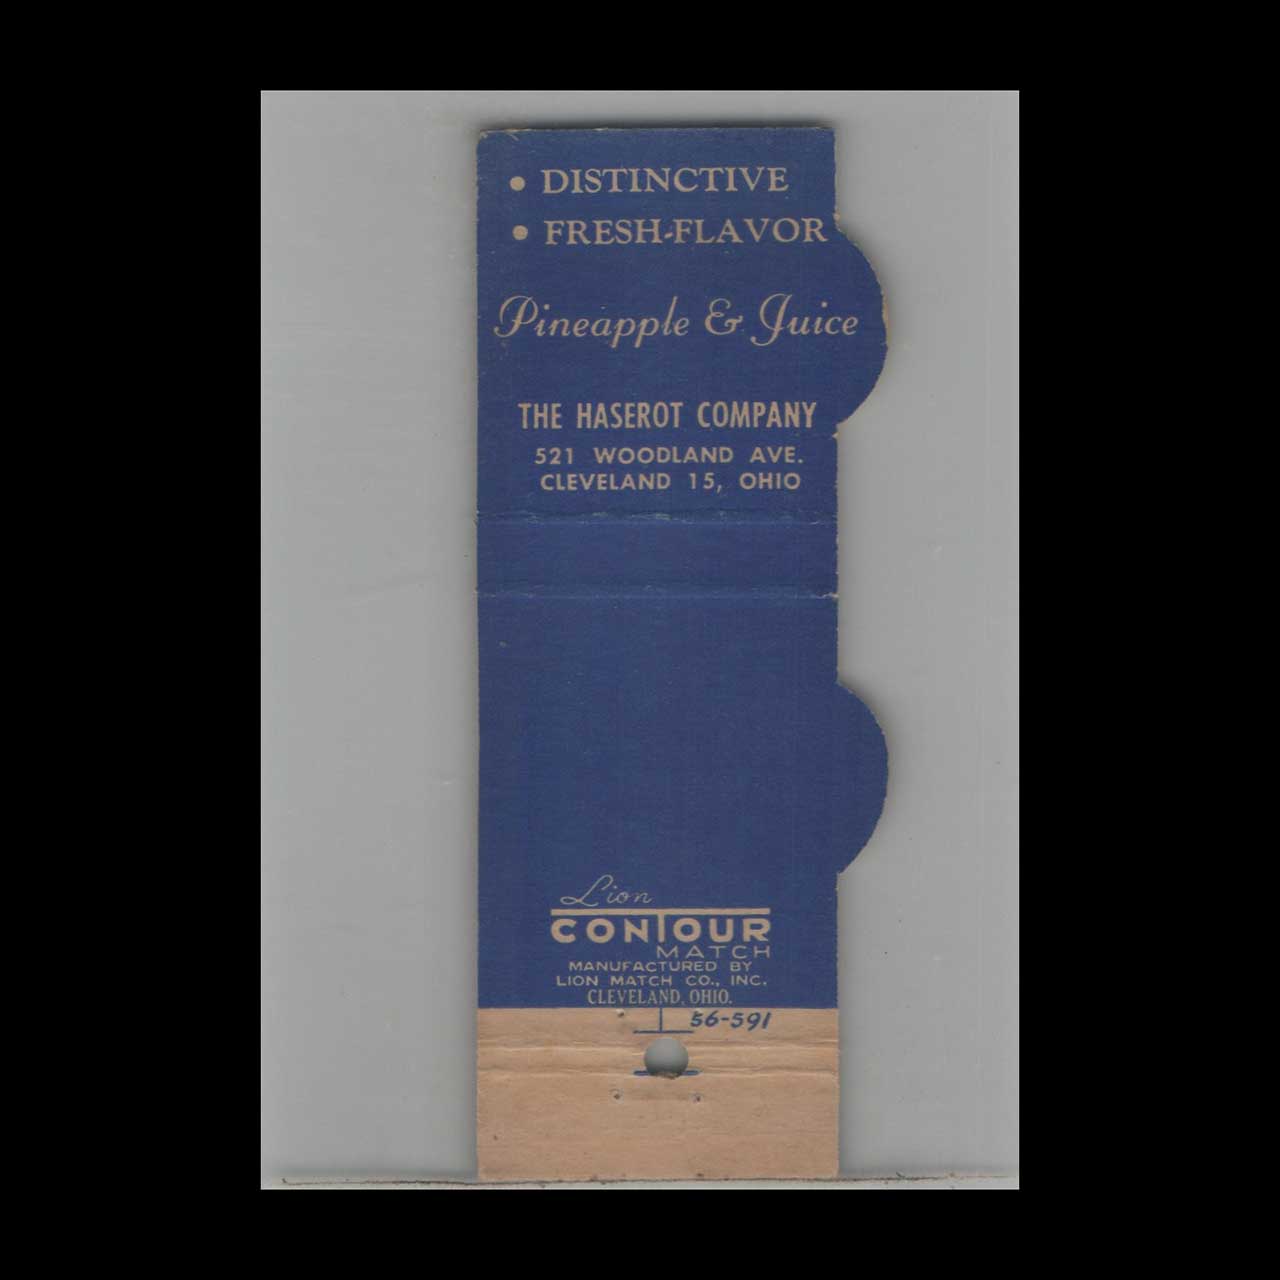 • DISTINCTIVE
• FRESH-FLAVOR
Pineapple & Juice
THE HASEROT COMPANY
521 WOODLAND AVE.
CLEVELAND 15, OHIO
Lion
CONTOUR
MATCH
MANUFACTURED BY
LION MATCH CO., INC.
CLEVELAND, OHIO.
56-591